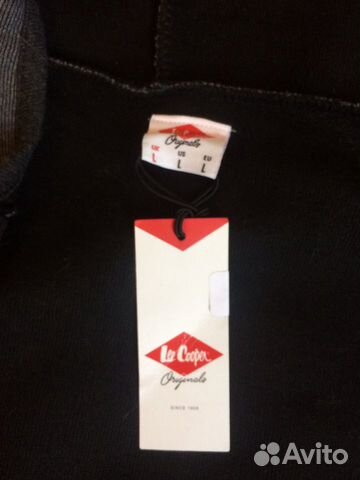 Lee Cooper
Originals
UK US EU
L L L
Lee Cooper
Originals
SINCE 1908
Avito